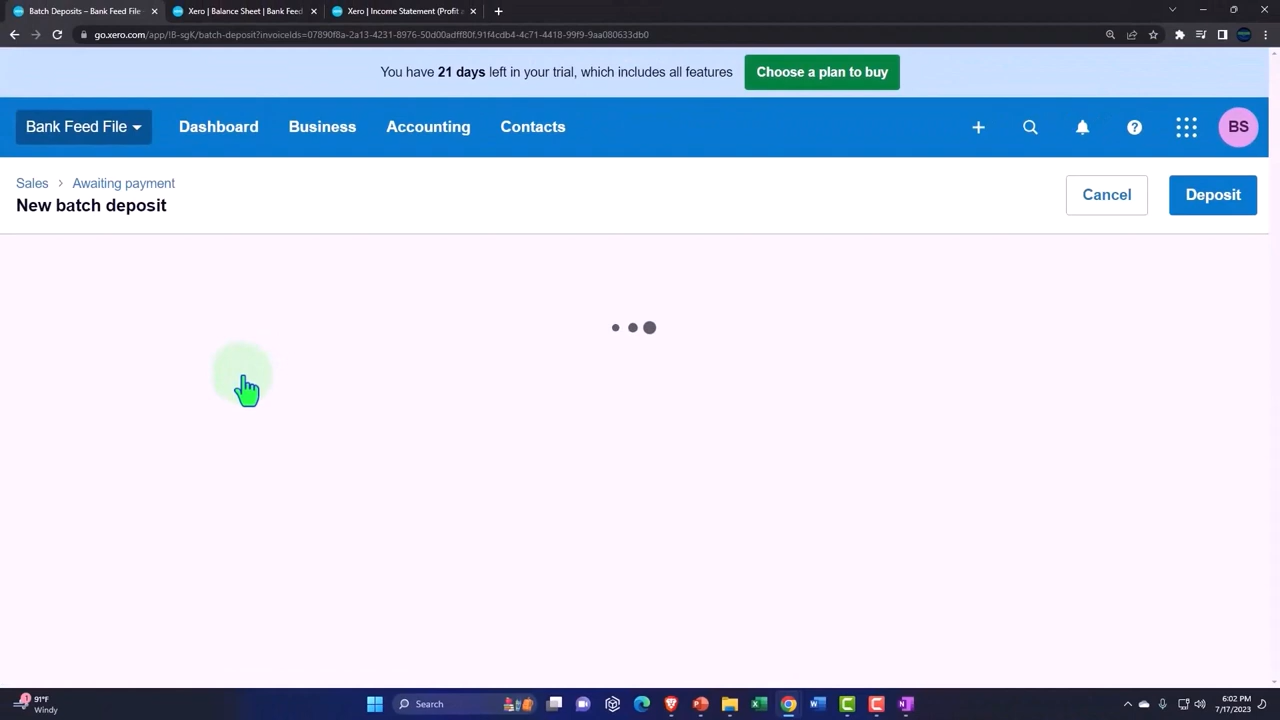 Batch Deposits – Bank Feed File -
Xero | Balance Sheet | Bank Feed
Xero | Income Statement (Profit a
go.xero.com/app/!B-sgK/batch-deposit?invoiceIds=07890f8a-2a13-4231-8976-50d00adff80f.91f4cdb4-4c71-4418-99f9-9aa080633db0
You have 21 days left in your trial, which includes all features
Choose a plan to buy
Bank Feed File
Dashboard
Business
Accounting
Contacts
BS
Sales > Awaiting payment
New batch deposit
Cancel
Deposit
1
91°F
Windy
Search
6:02 PM
7/17/2023